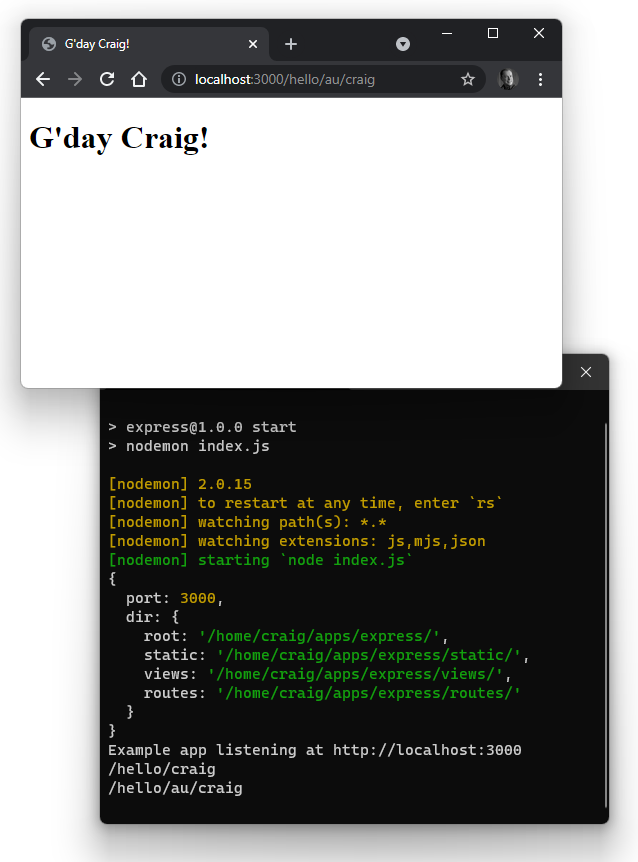 G'day Craig!
localhost:3000/hello/au/craig
G'day Craig!
> express@1.0.0 start
> nodemon index.js
[nodemon] 2.0.15
[nodemon] to restart at any time, enter `rs`
[nodemon] watching path(s): *.*
[nodemon] watching extensions: js,mjs,json
[nodemon] starting `node index.js`
{
  port: 3000,
  dir: {
    root: '/home/craig/apps/express/',
    static: '/home/craig/apps/express/static/',
    views: '/home/craig/apps/express/views/',
    routes: '/home/craig/apps/express/routes/'
  }
}
Example app listening at http://localhost:3000
/hello/craig
/hello/au/craig